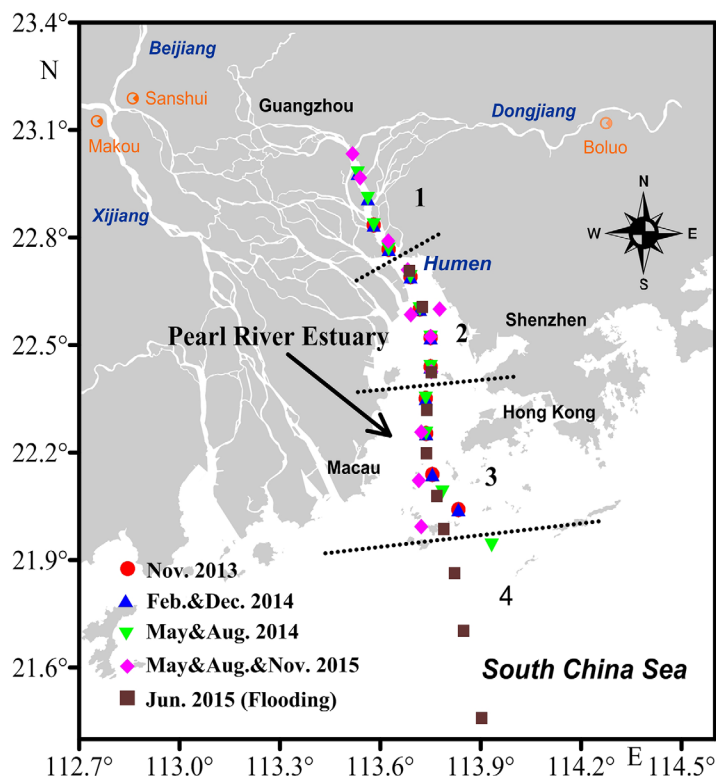 23.4°
N
Beijiang
Sanshui
Guangzhou
Dongjiang
23.1°
Makou
Boluo
N
1
Xijiang
W
E
22.8°
Humen
S
Shenzhen
Pearl River Estuary
2
22.5°
Hong Kong
22.2°
Macau
3
21.9°
Nov. 2013
Feb.&Dec. 2014
4
May&Aug. 2014
May&Aug.&Nov. 2015
21.6°
South China Sea
Jun. 2015 (Flooding)
E
112.7° 113.0° 113.3° 113.6° 113.9° 114.2° 114.5°